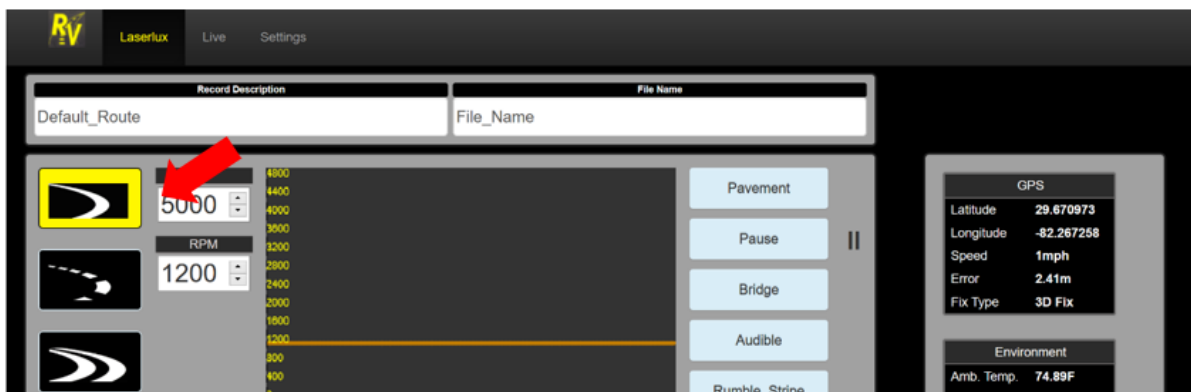 RV
Laserlux Live Settings
Record Description File Name
Default_Route File_Name
5000
RPM
1200
4800
4400
4000
3600
3200
2800
2400
2000
1600
1200
800
400
Pavement
Pause
Bridge
Audible
Rumble_Stripe
GPS
Latitude 29.670973
Longitude -82.267258
Speed 1mph
Error 2.41m
Fix Type 3D Fix
Environment
Amb. Temp. 74.89F